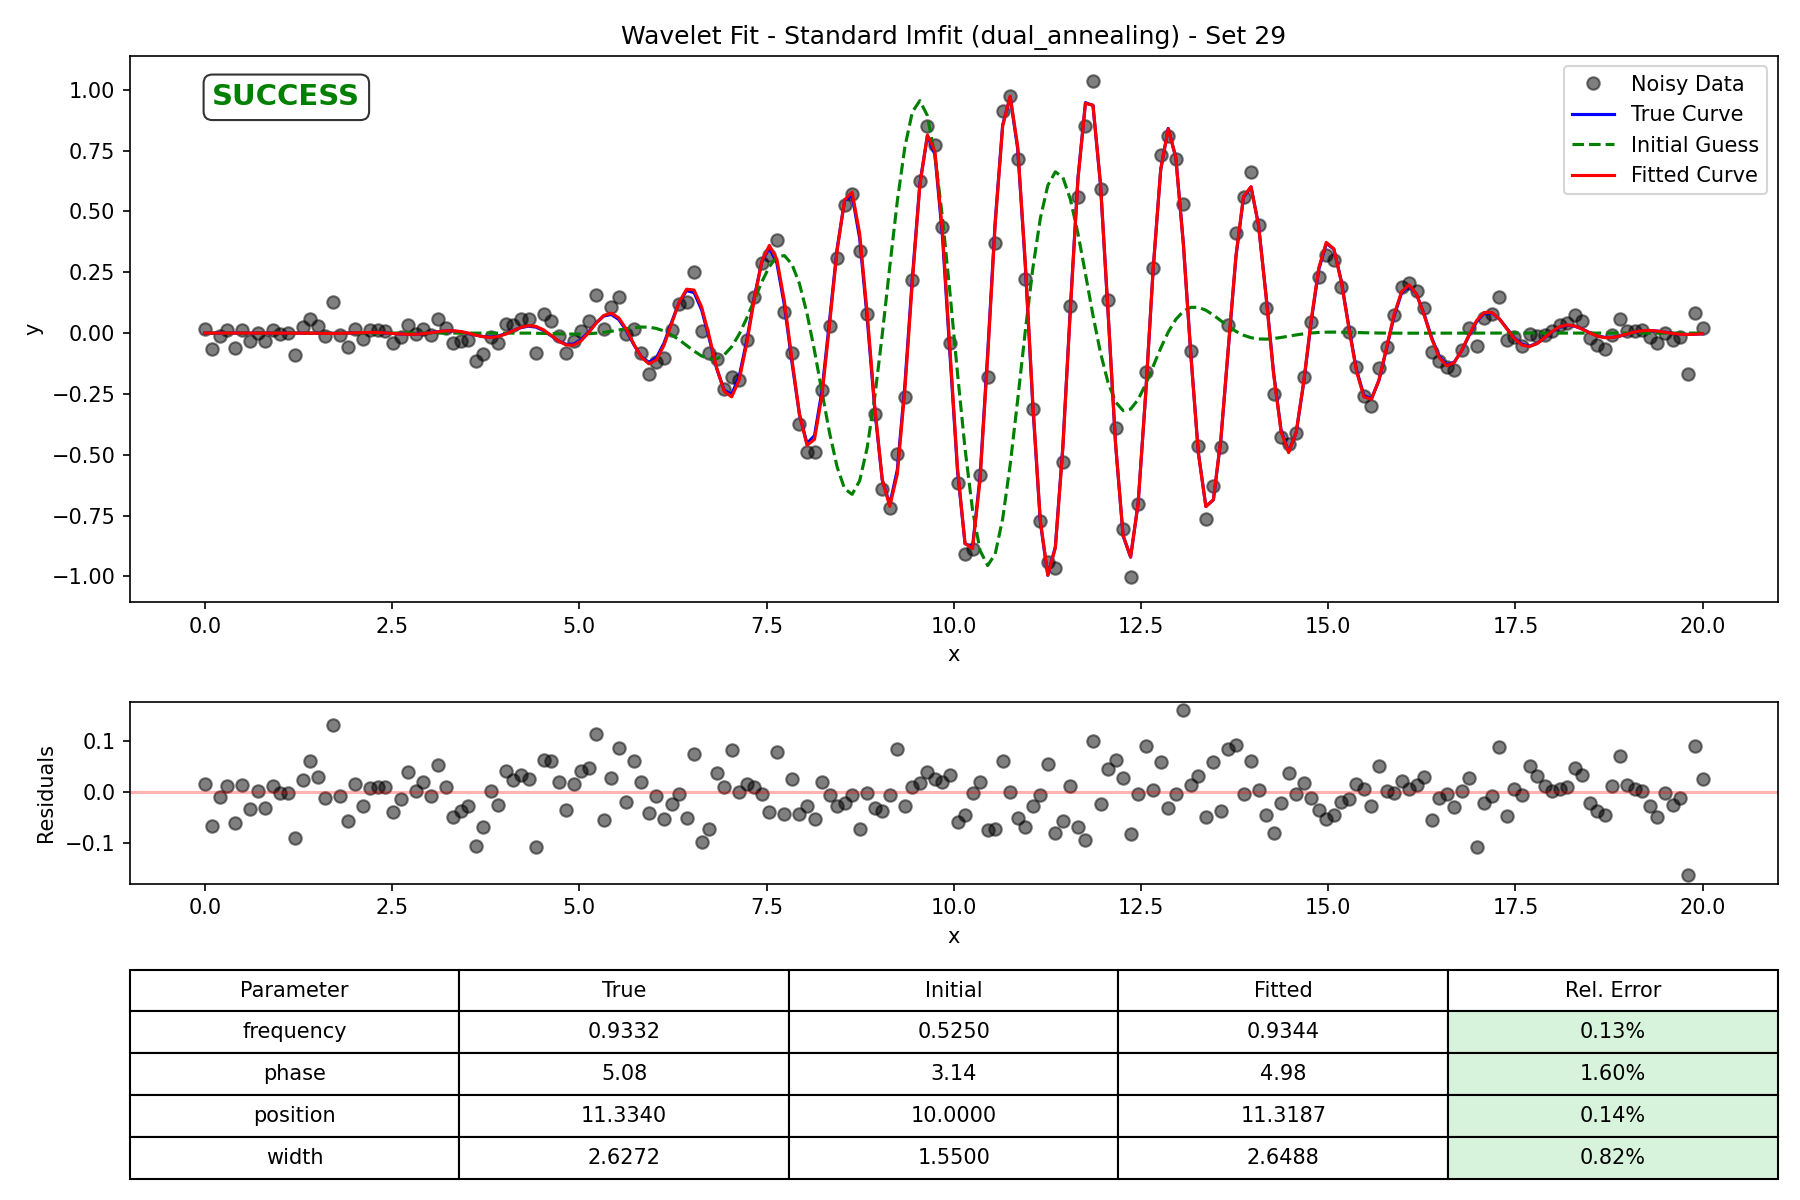 Wavelet Fit - Standard lmfit (dual_annealing) - Set 29
SUCCESS
Noisy Data
True Curve
Initial Guess
Fitted Curve
1.00
0.75
0.50
0.25
0.00
−0.25
−0.50
−0.75
−1.00
y
0.0 2.5 5.0 7.5 10.0 12.5 15.0 17.5 20.0
x
0.1
0.0
−0.1
Residuals
0.0 2.5 5.0 7.5 10.0 12.5 15.0 17.5 20.0
x
Parameter True Initial Fitted Rel. Error
frequency 0.9332 0.5250 0.9344 0.13%
phase 5.08 3.14 4.98 1.60%
position 11.3340 10.0000 11.3187 0.14%
width 2.6272 1.5500 2.6488 0.82%